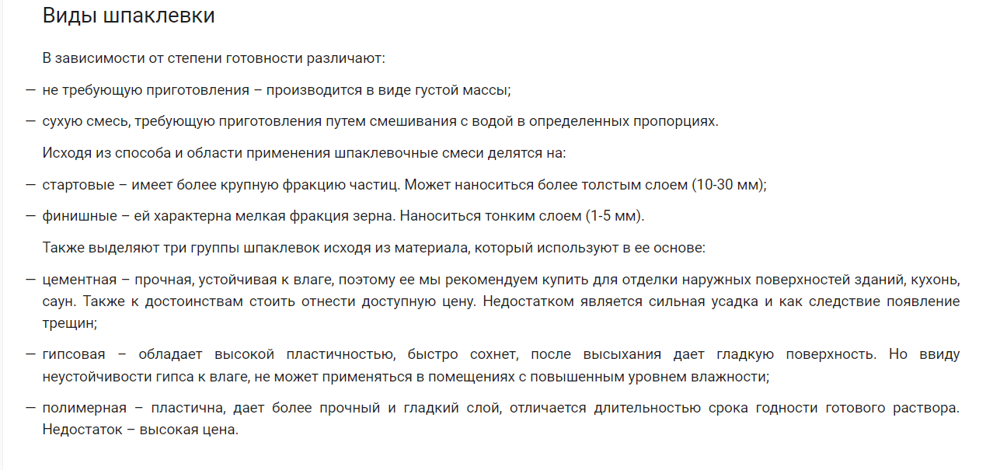 Виды шпаклевки
В зависимости от степени готовности различают:
— не требующую приготовления – производится в виде густой массы;
— сухую смесь, требующую приготовления путем смешивания с водой в определенных пропорциях.
Исходя из способа и области применения шпаклевочные смеси делятся на:
— стартовые – имеет более крупную фракцию частиц. Может наноситься более толстым слоем (10-30 мм);
— финишные – ей характерна мелкая фракция зерна. Наноситься тонким слоем (1-5 мм).
Также выделяют три группы шпаклевок исходя из материала, который используют в ее основе:
— цементная – прочная, устойчивая к влаге, поэтому ее мы рекомендуем купить для отделки наружных поверхностей зданий, кухонь,
саун. Также к достоинствам стоить отнести доступную цену. Недостатком является сильная усадка и как следствие появление
трещин;
— гипсовая – обладает высокой пластичностью, быстро сохнет, после высыхания дает гладкую поверхность. Но ввиду
неустойчивости гипса к влаге, не может применяться в помещениях с повышенным уровнем влажности;
— полимерная – пластична, дает более прочный и гладкий слой, отличается длительностью срока годности готового раствора.
Недостаток – высокая цена.